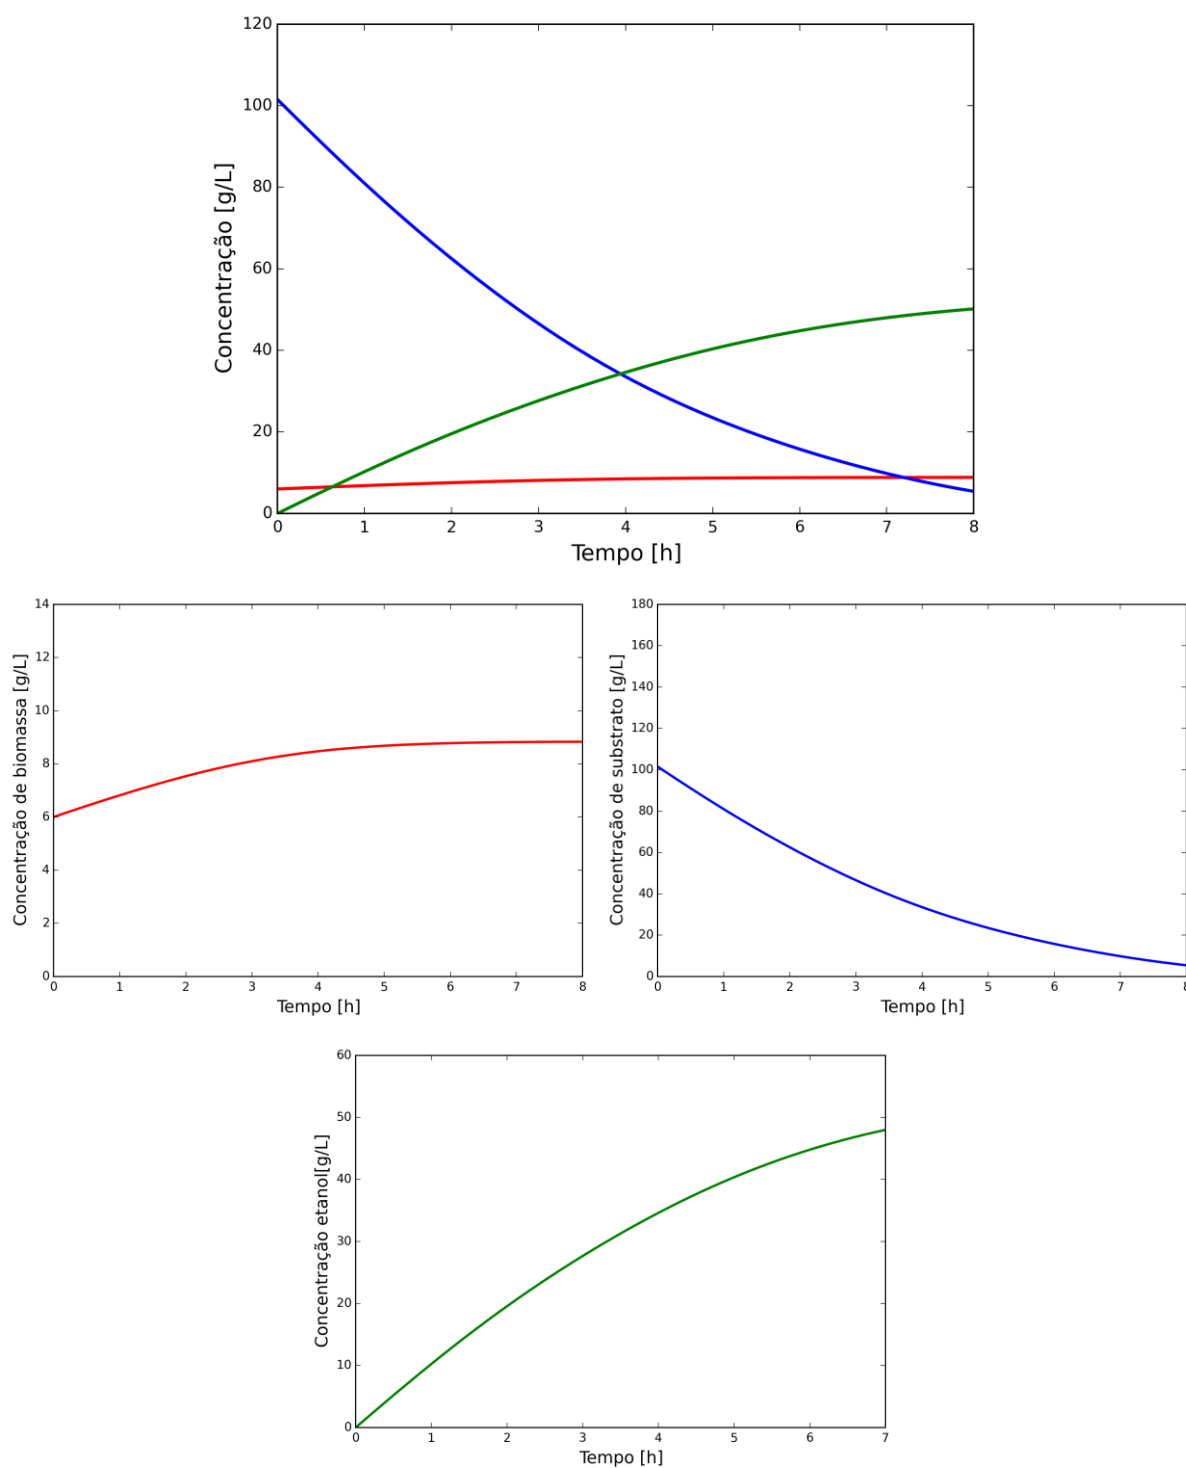 120
100
80
60
40
20
0
Concentração [g/L]
0 1 2 3 4 5 6 7 8
Tempo [h]
14
12
10
8
6
4
2
0
Concentração de biomassa [g/L]
0 1 2 3 4 5 6 7 8
Tempo [h]
180
160
140
120
100
80
60
40
20
0
Concentração de substrato [g/L]
0 1 2 3 4 5 6 7 8
Tempo [h]
60
50
40
30
20
10
0
Concentração etanol[g/L]
0 1 2 3 4 5 6 7
Tempo [h]